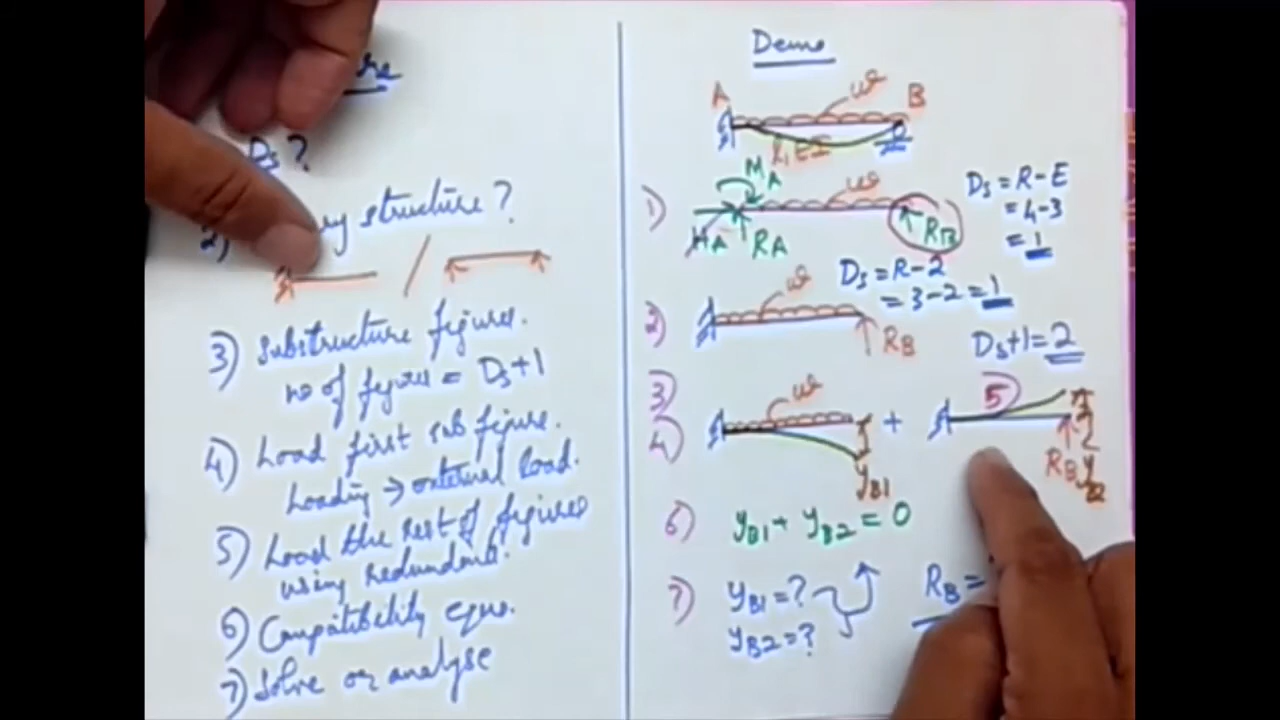 Ds?
2)
structure?
3) Substructure figures.
no of figures = Ds+1
4) Load first sub figure.
Loading → external load.
5) Load the rest of figures
using redundant.
6) Compatibility eqns.
7) Solve or analyse
Demo
A
w
B
L, EI
1)
MA
w
HA
RA
RB
Ds = R-E
= 4-3
= 1
Ds = R-2
= 3-2 = 1
2)
w
RB
Ds+1=2
3)
4)
w
yB1
+
5)
RB
yB2
6) yB1 + yB2 = 0
7) yB1 = ?
yB2 = ?
RB =